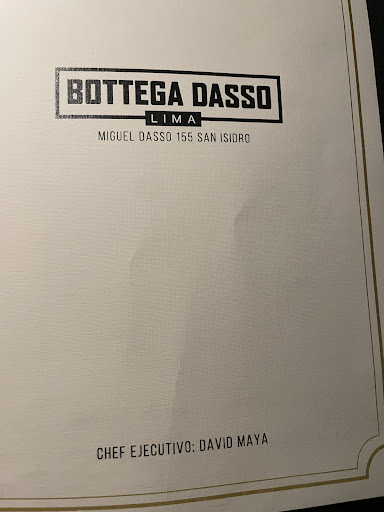 BOTTEGA DASSO
LIMA
MIGUEL DASSO 155 SAN ISIDRO
CHEF EJECUTIVO: DAVID MAYA